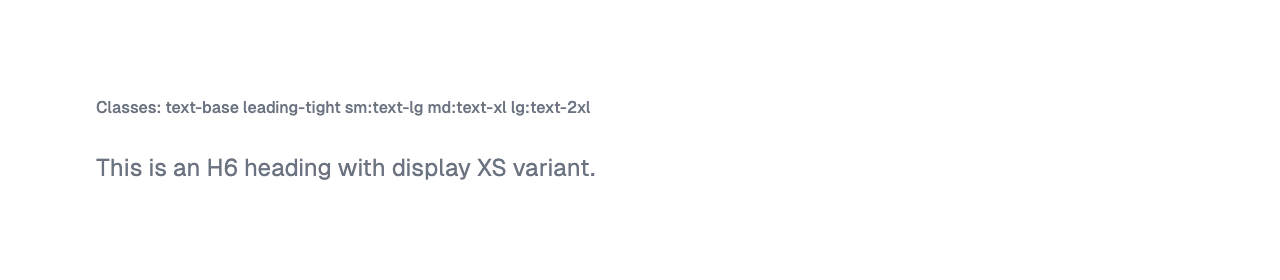 Classes: text-base leading-tight sm:text-lg md:text-xl lg:text-2xl
This is an H6 heading with display XS variant.